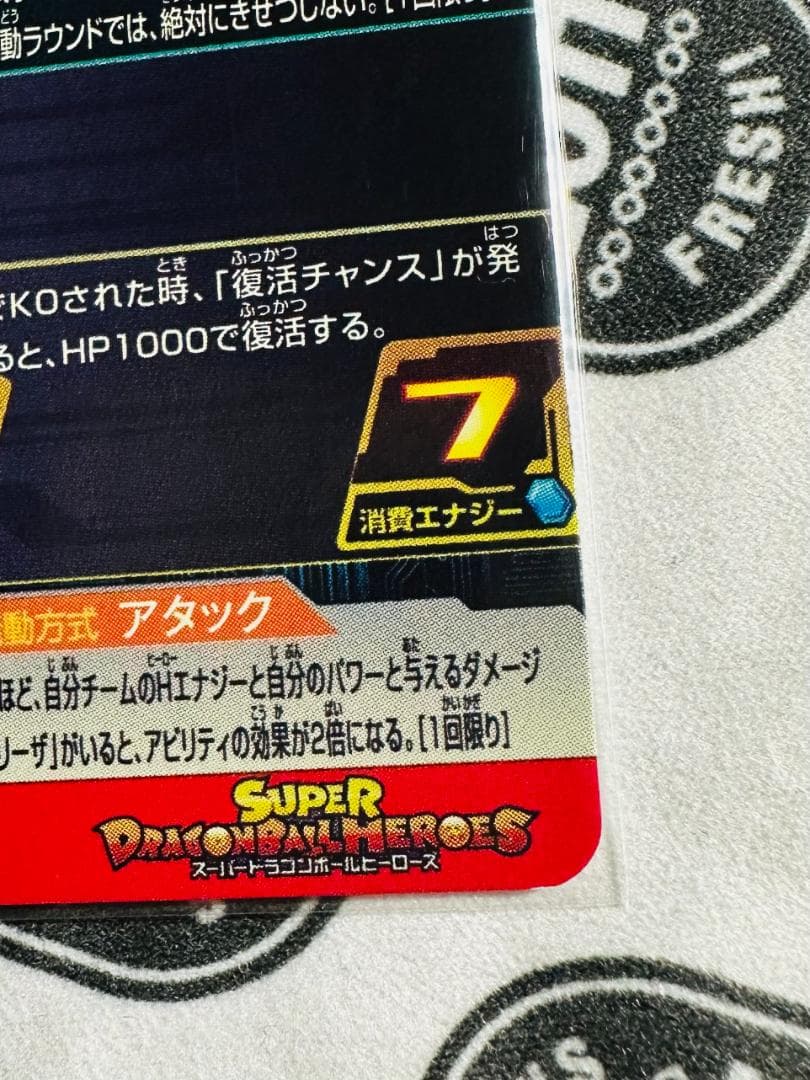 動ラウンドでは、絶対にきぜつしない。[1回限り]
でKOされた時、「復活チャンス」が発
ると、HP1000で復活する。
7
消費エナジー
動方式 アタック
ほど、自分チームのHエナジーと自分のパワーと与えるダメージ
リーザ」がいると、アビリティの効果が2倍になる。[1回限り]
SUPER
DRAGONBALL HEROES
スーパードラゴンボールヒーローズ
FRESH!